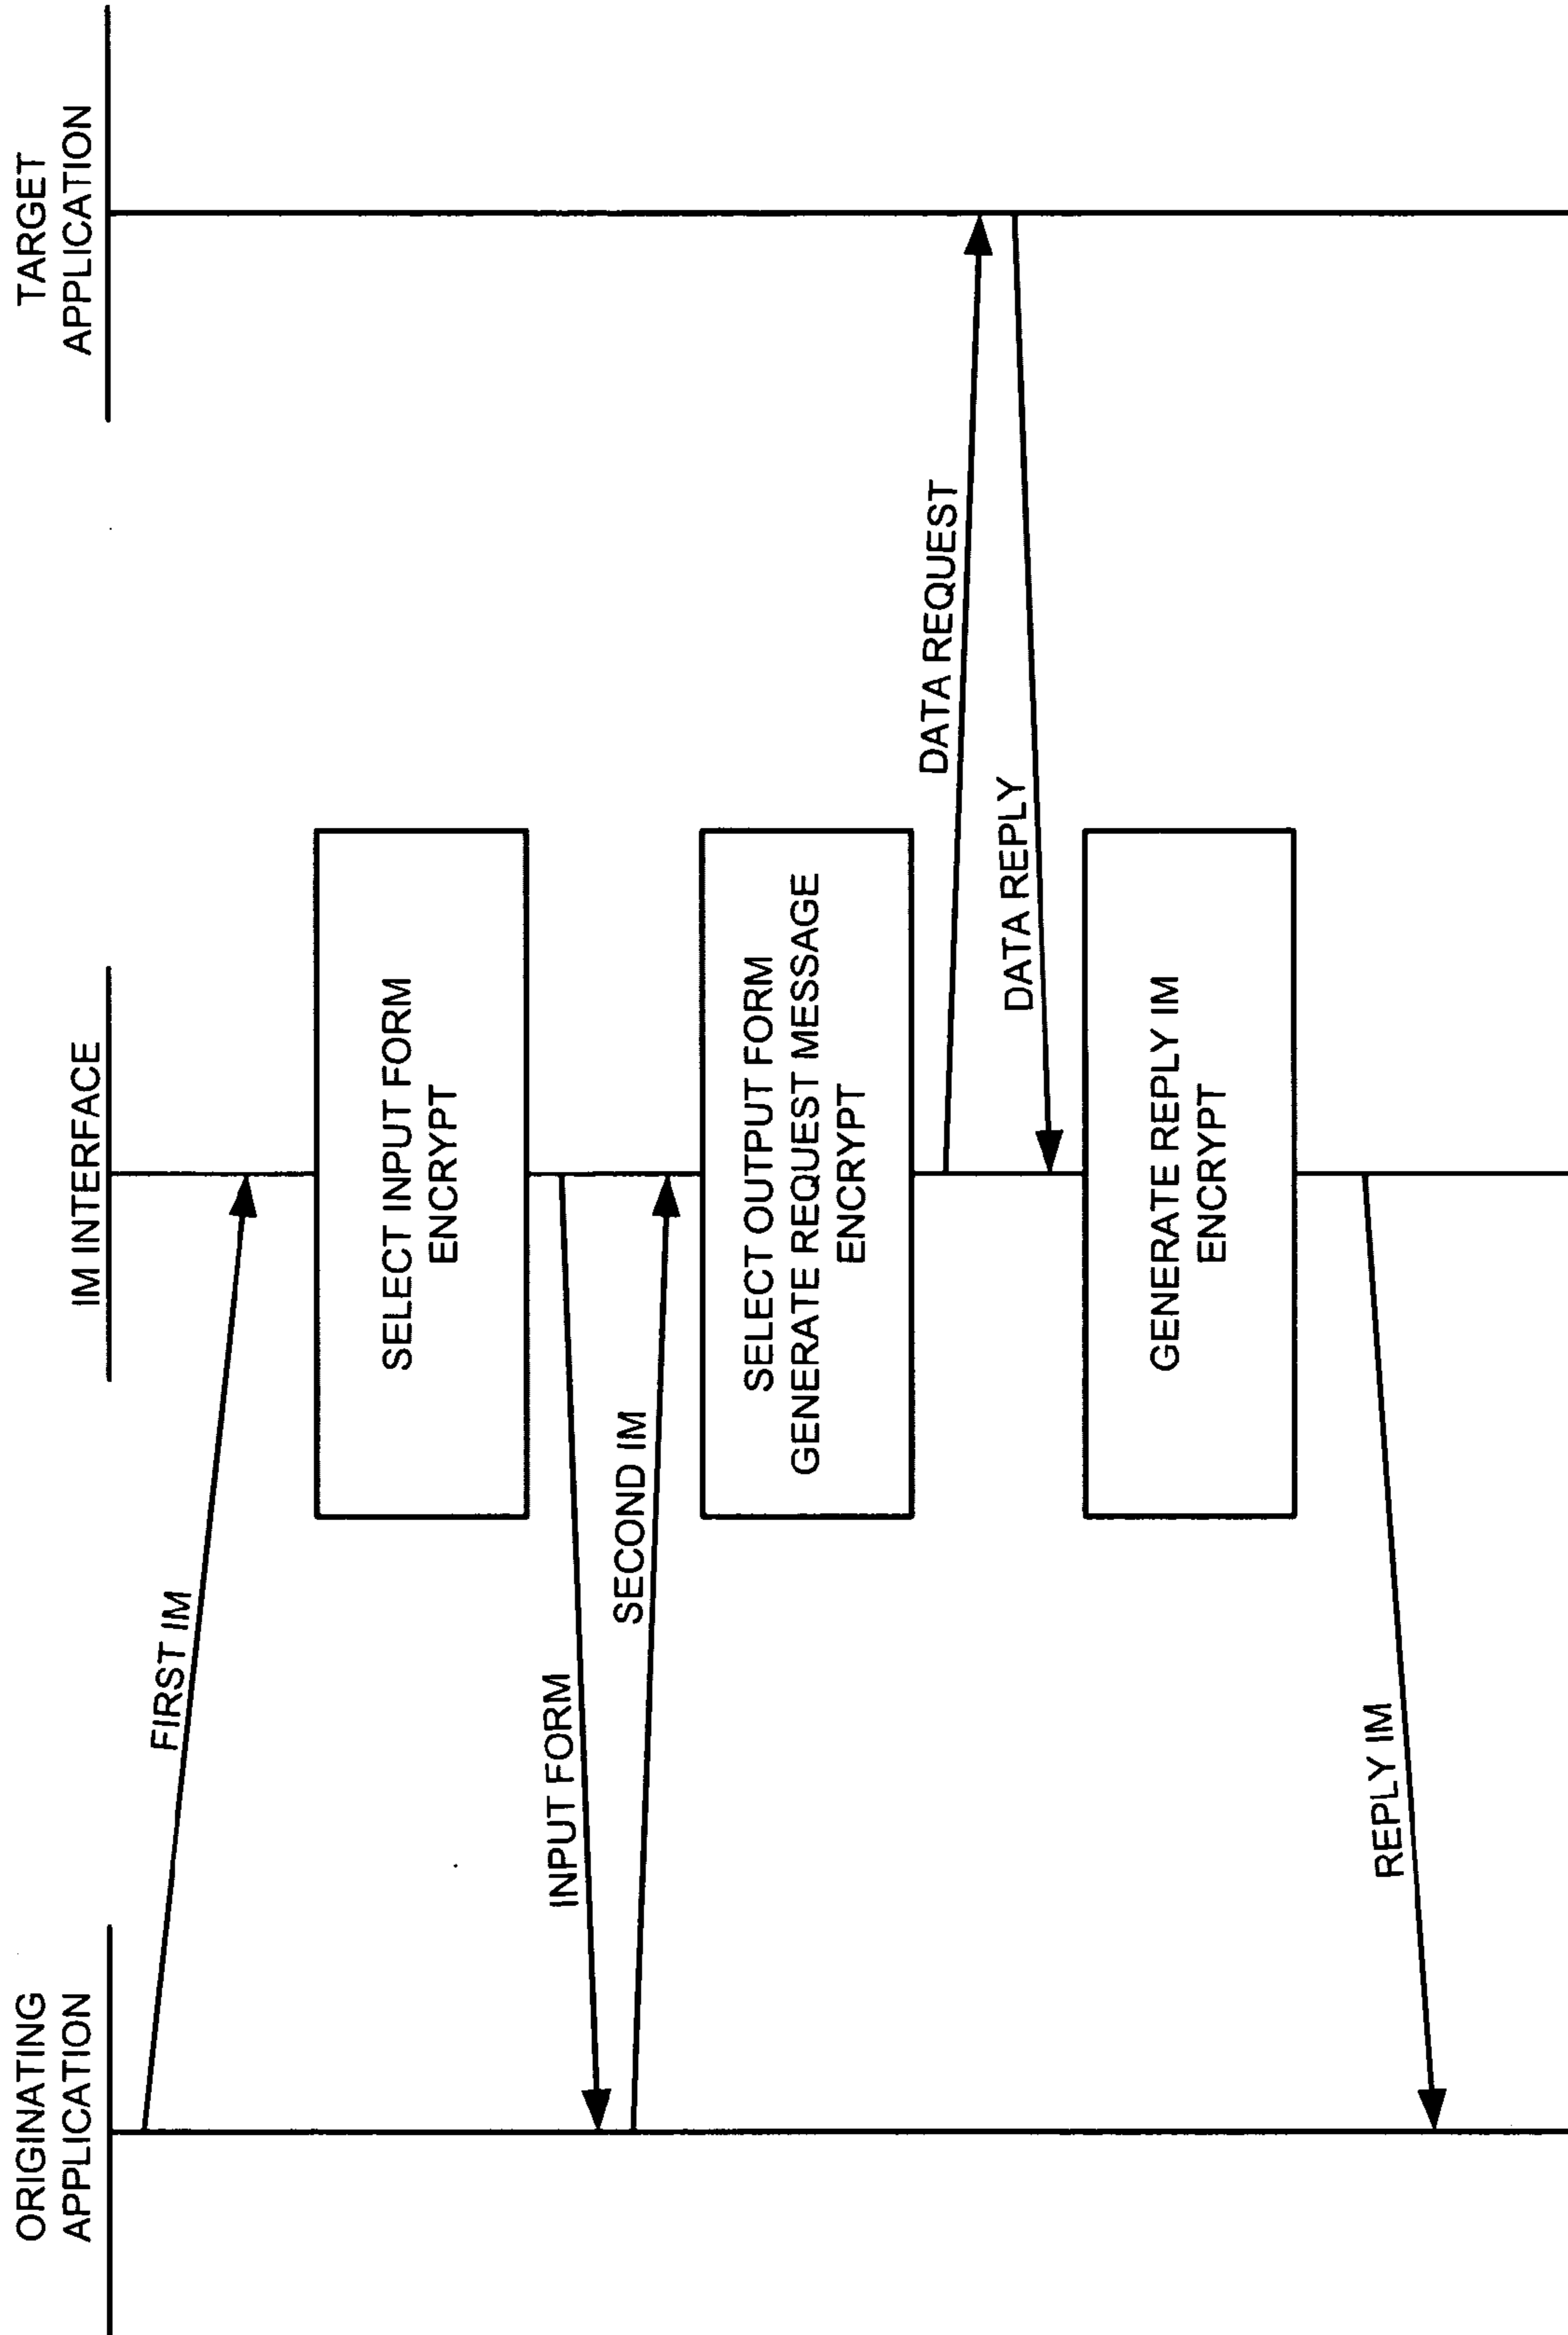 ORIGINATING
APPLICATION
IM INTERFACE
TARGET
APPLICATION
FIRST IM
SELECT INPUT FORM
ENCRYPT
INPUT FORM
SECOND IM
SELECT OUTPUT FORM
GENERATE REQUEST MESSAGE
ENCRYPT
DATA REQUEST
DATA REPLY
GENERATE REPLY IM
ENCRYPT
REPLY IM